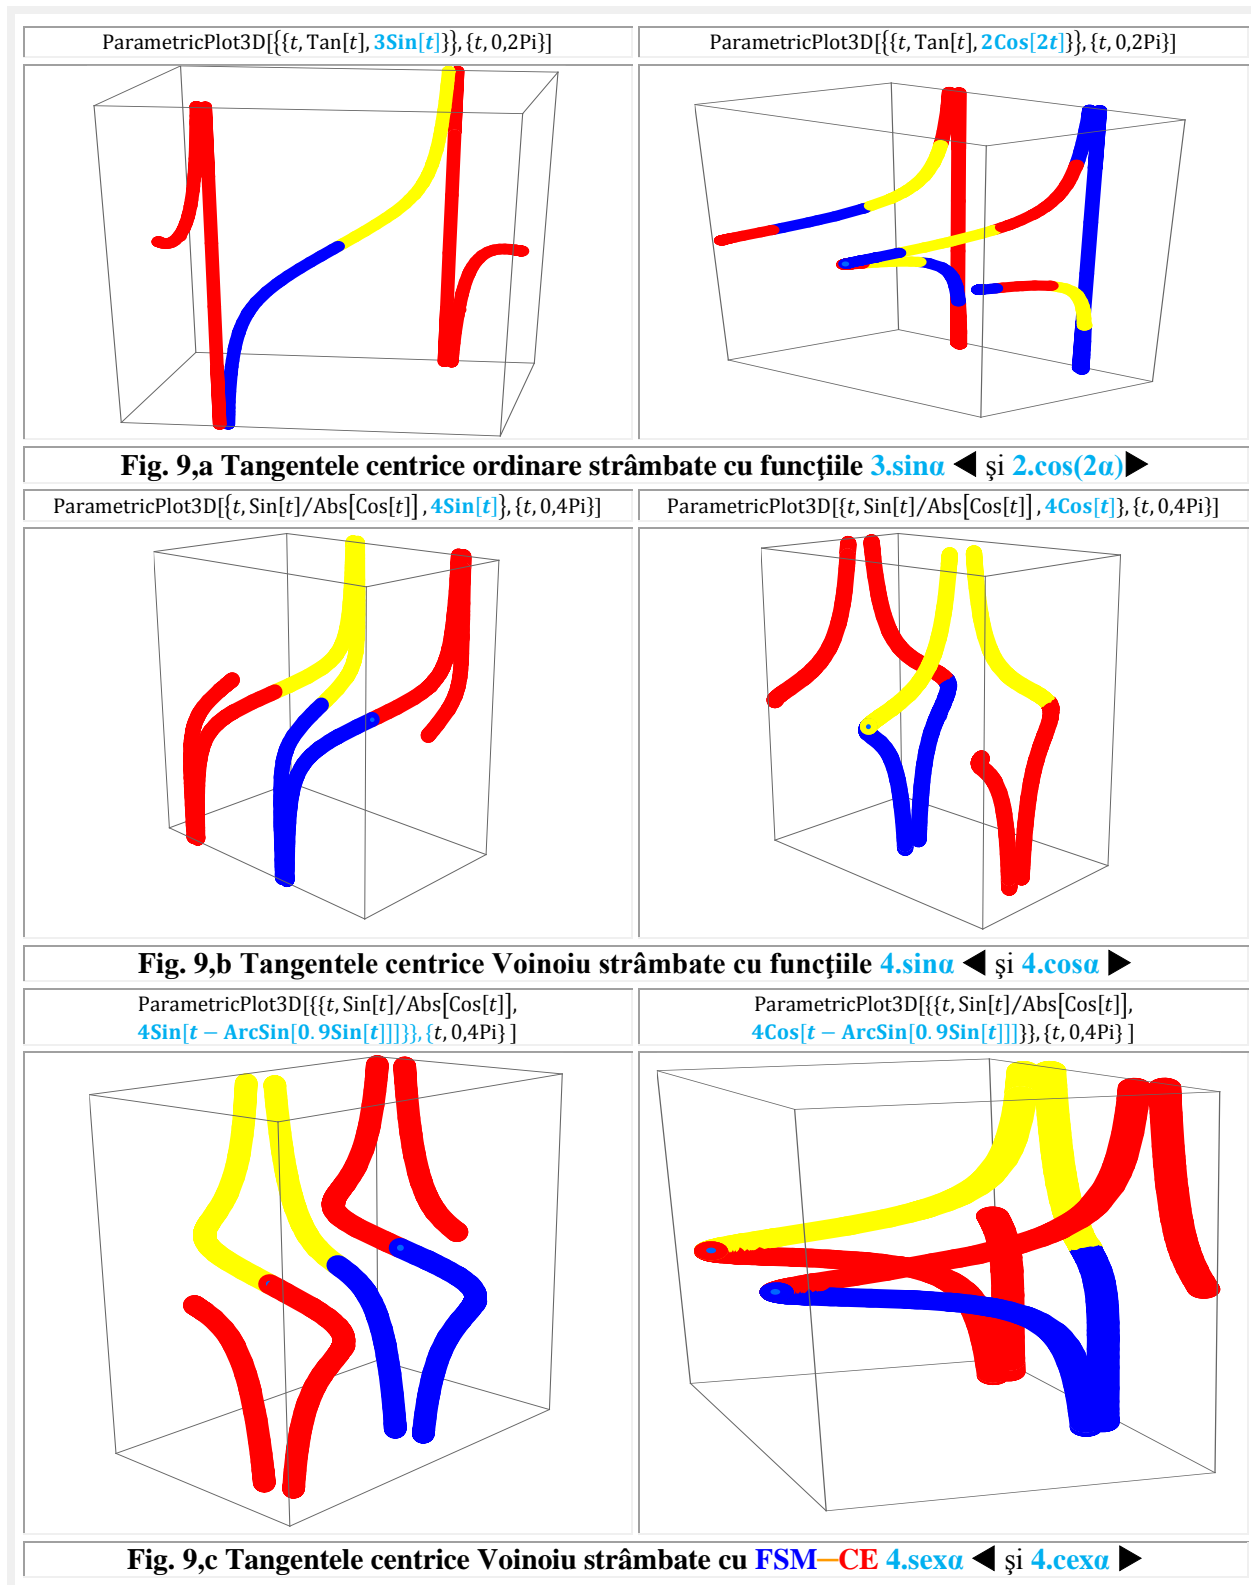 ParametricPlot3D[{{t, Tan[t], 3Sin[t]}}, {t, 0,2Pi}]
ParametricPlot3D[{{t, Tan[t], 2Cos[2t]}}, {t, 0,2Pi}]
Fig. 9,a Tangentele centrice ordinare strâmbate cu funcţiile 3.sinα ◄ şi 2.cos(2α)►
ParametricPlot3D[{t, Sin[t]/Abs[Cos[t]] , 4Sin[t]}, {t, 0,4Pi}]
ParametricPlot3D[{t, Sin[t]/Abs[Cos[t]] , 4Cos[t]}, {t, 0,4Pi}]
Fig. 9,b Tangentele centrice Voinoiu strâmbate cu funcţiile 4.sinα ◄ şi 4.cosα ►
ParametricPlot3D[{{t, Sin[t]/Abs[Cos[t]],
4Sin[t − ArcSin[0.9Sin[t]]]}}, {t, 0,4Pi} ]
ParametricPlot3D[{{t, Sin[t]/Abs[Cos[t]],
4Cos[t − ArcSin[0.9Sin[t]]]}}, {t, 0,4Pi} ]
Fig. 9,c Tangentele centrice Voinoiu strâmbate cu FSM—CE 4.sexα ◄ şi 4.cexα ►